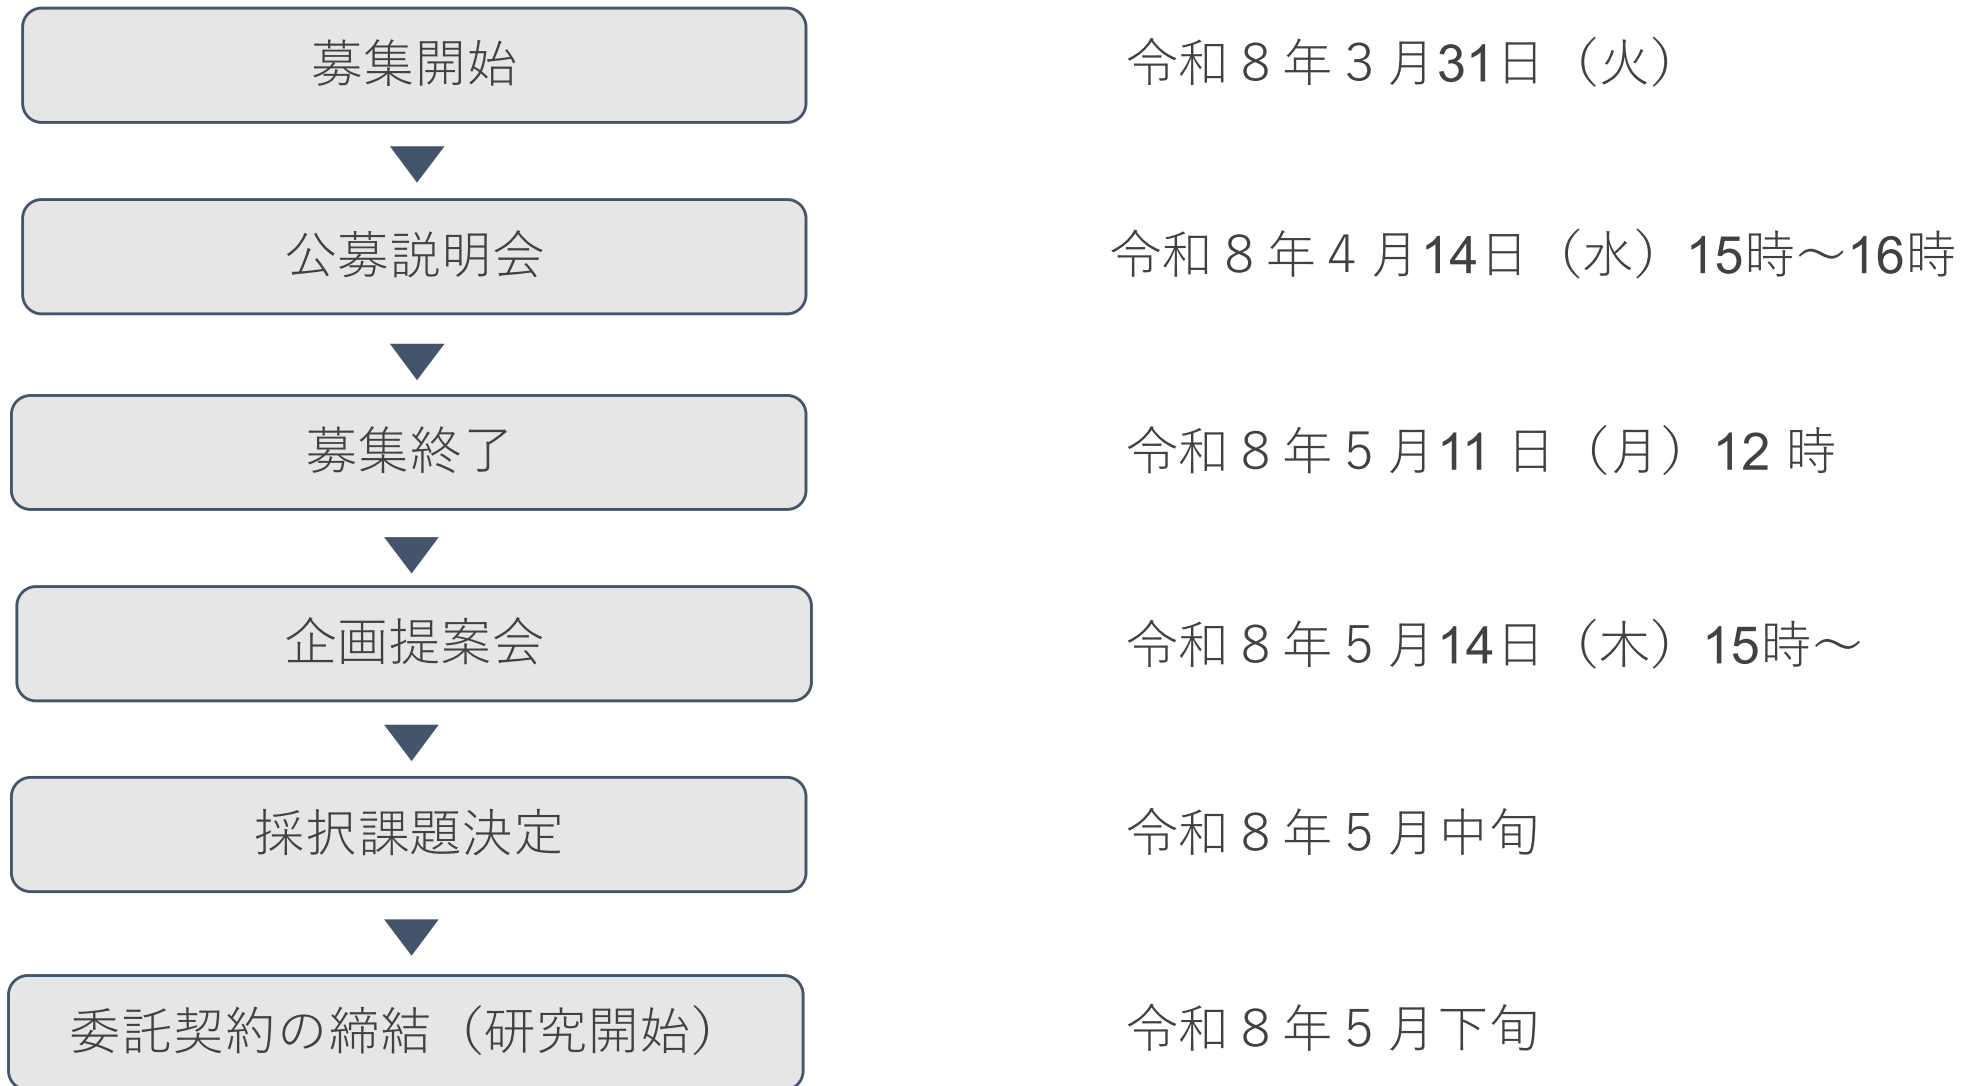 募集開始
令和８年３月31日（火）
公募説明会
令和８年４月14日（水）15時～16時
募集終了
令和８年５月11 日（月）12 時
企画提案会
令和８年５月14日（木）15時～
採択課題決定
令和８年５月中旬
委託契約の締結（研究開始）
令和８年５月下旬